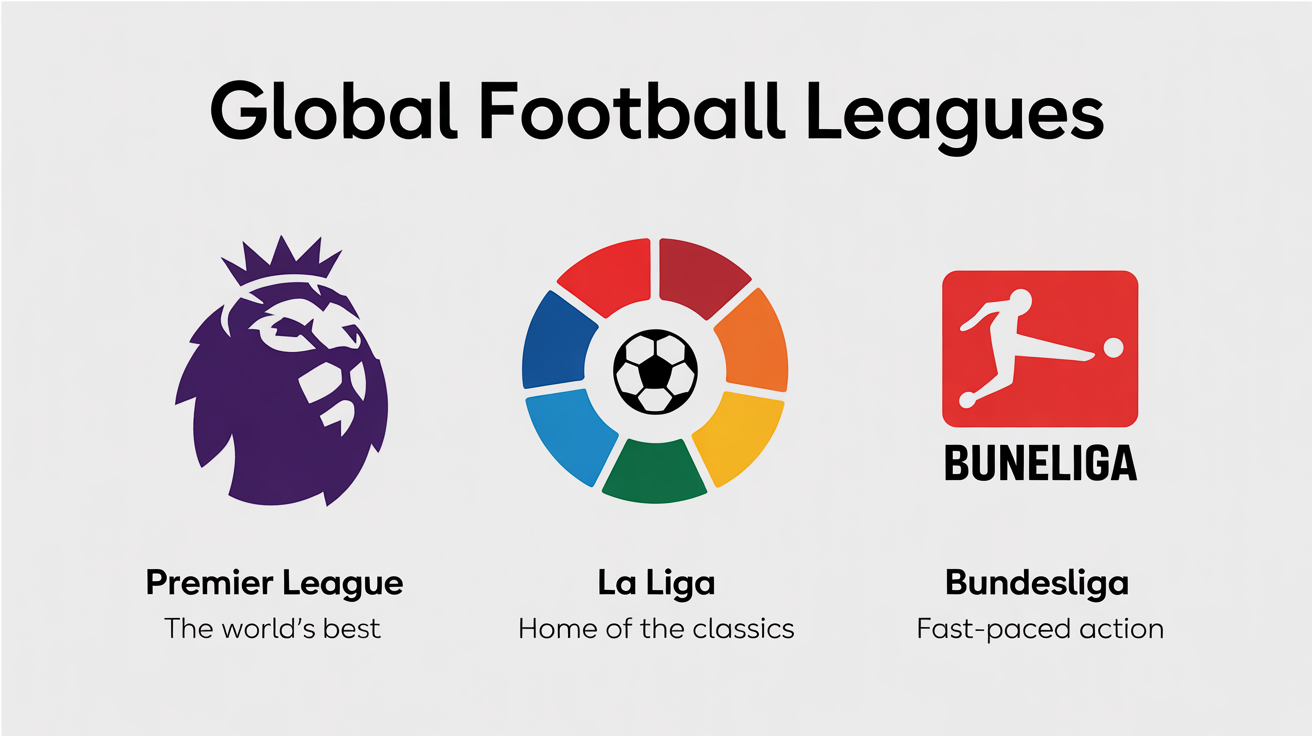 Global Football Leagues
BUNELIGA
Premier League
La Liga
Bundesliga
The world's best
Home of the classics
Fast-paced action